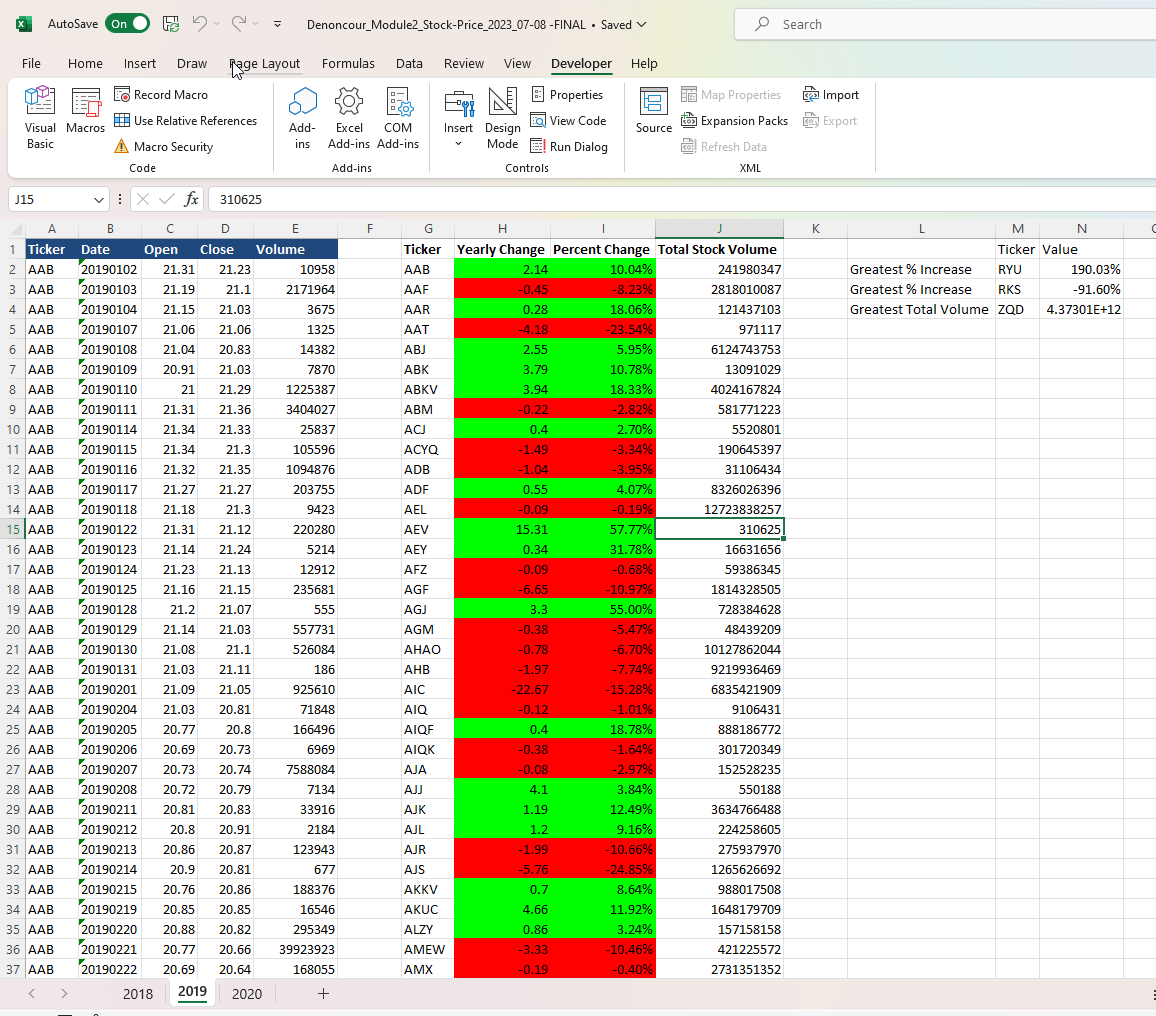 AutoSave On Denoncour_Module2_Stock-Price_2023_07-08 -FINAL • Saved Search
File Home Insert Draw Page Layout Formulas Data Review View Developer Help
Visual Basic Macros Record Macro Use Relative References Macro Security Add-ins Excel Add-ins COM Add-ins Insert Design Mode Properties View Code Run Dialog Source Map Properties Expansion Packs Refresh Data Import Export
Code Add-ins Controls XML
J15 fx 310625
A B C D E F G H I J K L M N
1 Ticker Date Open Close Volume Ticker Yearly Change Percent Change Total Stock Volume Ticker Value
2 AAB 20190102 21.31 21.23 10958 AAB 2.14 10.04% 241980347 Greatest % Increase RYU 190.03%
3 AAB 20190103 21.19 21.1 2171964 AAF -0.45 -8.23% 2818010087 Greatest % Increase RKS -91.60%
4 AAB 20190104 21.15 21.03 3675 AAR 0.28 18.06% 121437103 Greatest Total Volume ZQD 4.37301E+12
5 AAB 20190107 21.06 21.06 1325 AAT -4.18 -23.54% 971117
6 AAB 20190108 21.04 20.83 14382 ABJ 2.55 5.95% 6124743753
7 AAB 20190109 20.91 21.03 7870 ABK 3.79 10.78% 13091029
8 AAB 20190110 21 21.29 1225387 ABKV 3.94 18.33% 4024167824
9 AAB 20190111 21.31 21.36 3404027 ABM -0.22 -2.82% 581771223
10 AAB 20190114 21.34 21.33 25837 ACJ 0.4 2.70% 5520801
11 AAB 20190115 21.34 21.3 105596 ACYQ -1.49 -3.34% 190645397
12 AAB 20190116 21.32 21.35 1094876 ADB -1.04 -3.95% 31106434
13 AAB 20190117 21.27 21.27 203755 ADF 0.55 4.07% 8326026396
14 AAB 20190118 21.18 21.3 9423 AEL -0.09 -0.19% 12723838257
15 AAB 20190122 21.31 21.12 220280 AEV 15.31 57.77% 310625
16 AAB 20190123 21.14 21.24 5214 AEY 0.34 31.78% 16631656
17 AAB 20190124 21.23 21.13 12912 AFZ -0.09 -0.68% 59386345
18 AAB 20190125 21.16 21.15 235681 AGF -6.65 -10.97% 1814328505
19 AAB 20190128 21.2 21.07 555 AGJ 3.3 55.00% 728384628
20 AAB 20190129 21.14 21.03 557731 AGM -0.38 -5.47% 48439209
21 AAB 20190130 21.08 21.1 526084 AHAO -0.78 -6.70% 10127862044
22 AAB 20190131 21.03 21.11 186 AHB -1.97 -7.74% 9219936469
23 AAB 20190201 21.09 21.05 925610 AIC -22.67 -15.28% 6835421909
24 AAB 20190204 21.03 20.81 71848 AIQ -0.12 -1.01% 9106431
25 AAB 20190205 20.77 20.8 166496 AIQF 0.4 18.78% 888186772
26 AAB 20190206 20.69 20.73 6969 AIQK -0.38 -1.64% 301720349
27 AAB 20190207 20.73 20.74 7588084 AJA -0.08 -2.97% 152528235
28 AAB 20190208 20.72 20.79 7134 AJJ 4.1 3.84% 550188
29 AAB 20190211 20.81 20.83 33916 AJK 1.19 12.49% 3634766488
30 AAB 20190212 20.8 20.91 2184 AJL 1.2 9.16% 224258605
31 AAB 20190213 20.86 20.87 123943 AJR -1.99 -10.66% 275937970
32 AAB 20190214 20.9 20.81 677 AJS -5.76 -24.85% 1265626692
33 AAB 20190215 20.76 20.86 188376 AKKV 0.7 8.64% 988017508
34 AAB 20190219 20.85 20.85 16546 AKUC 4.66 11.92% 1648179709
35 AAB 20190220 20.88 20.82 295349 ALZY 0.86 3.24% 157158158
36 AAB 20190221 20.77 20.66 39923923 AMEW -3.33 -10.46% 421225572
37 AAB 20190222 20.69 20.64 168055 AMX -0.19 -0.40% 2731351352
2018 2019 2020